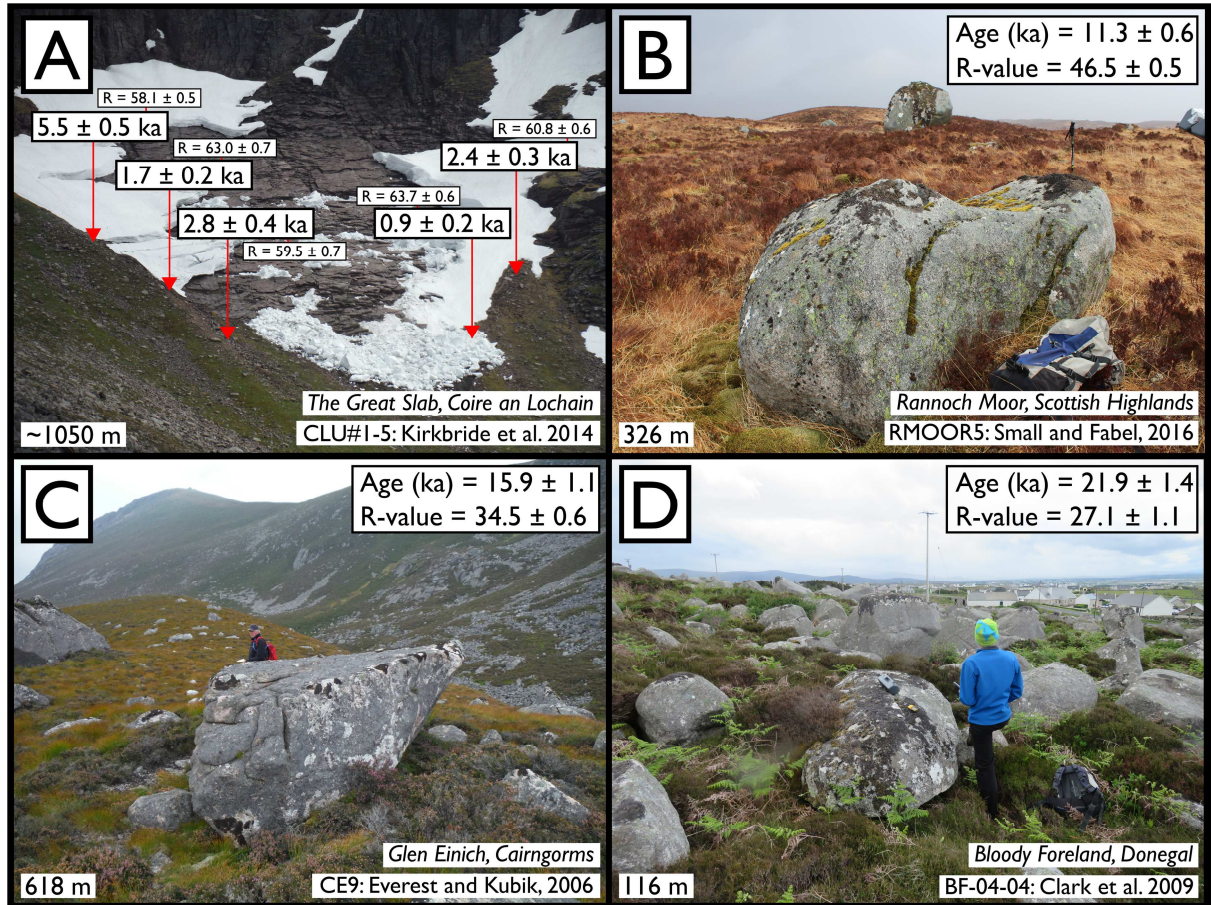 A
R = 58.1 ± 0.5
5.5 ± 0.5 ka
R = 63.0 ± 0.7
1.7 ± 0.2 ka
2.8 ± 0.4 ka
R = 59.5 ± 0.7
R = 63.7 ± 0.6
0.9 ± 0.2 ka
R = 60.8 ± 0.6
2.4 ± 0.3 ka
The Great Slab, Coire an Lochain
~1050 m
CLU#1-5: Kirkbride et al. 2014
B
Age (ka) = 11.3 ± 0.6
R-value = 46.5 ± 0.5
Rannoch Moor, Scottish Highlands
326 m
RMOOR5: Small and Fabel, 2016
C
Age (ka) = 15.9 ± 1.1
R-value = 34.5 ± 0.6
Glen Einich, Cairngorms
618 m
CE9: Everest and Kubik, 2006
D
Age (ka) = 21.9 ± 1.4
R-value = 27.1 ± 1.1
Bloody Foreland, Donegal
116 m
BF-04-04: Clark et al. 2009